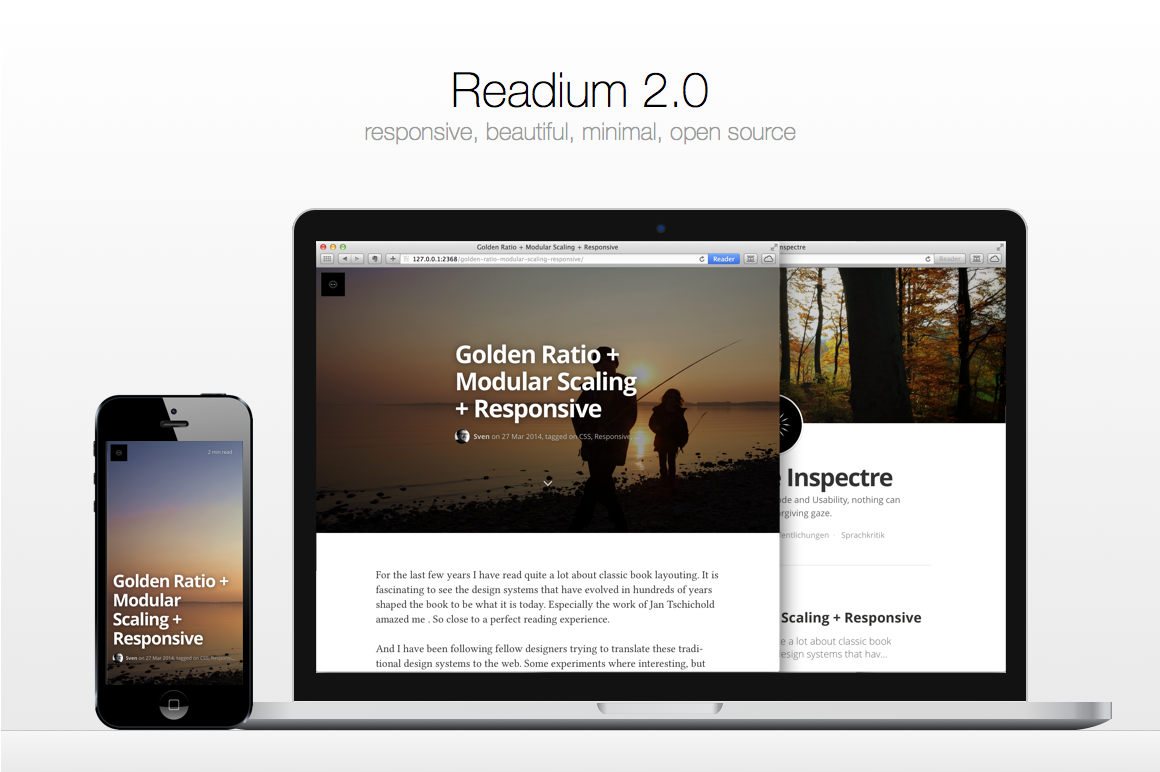 Readium 2.0
responsive, beautiful, minimal, open source
Golden Ratio + Modular Scaling + Responsive
nspectre
127.0.0.1:2368/golden-ratio-modular-scaling-responsive/
Reader
Reader
Golden Ratio +
Modular Scaling
+ Responsive
Sven on 27 Mar 2014, tagged on CSS, Responsive,
For the last few years I have read quite a lot about classic book layouting. It is
fascinating to see the design systems that have evolved in hundreds of years
shaped the book to be what it is today. Especially the work of Jan Tschichold
amazed me . So close to a perfect reading experience.
And I have been following fellow designers trying to translate these tradi-
tional design systems to the web. Some experiments where interesting, but
e Inspectre
ode and Usability, nothing can
rgiving gaze.
entlichungen · Sprachkritik
Scaling + Responsive
e a lot about classic book
esign systems that hav...
2 min read
Golden Ratio +
Modular
Scaling +
Responsive
Sven on 27 Mar 2014, tagged on CSS, Responsive,